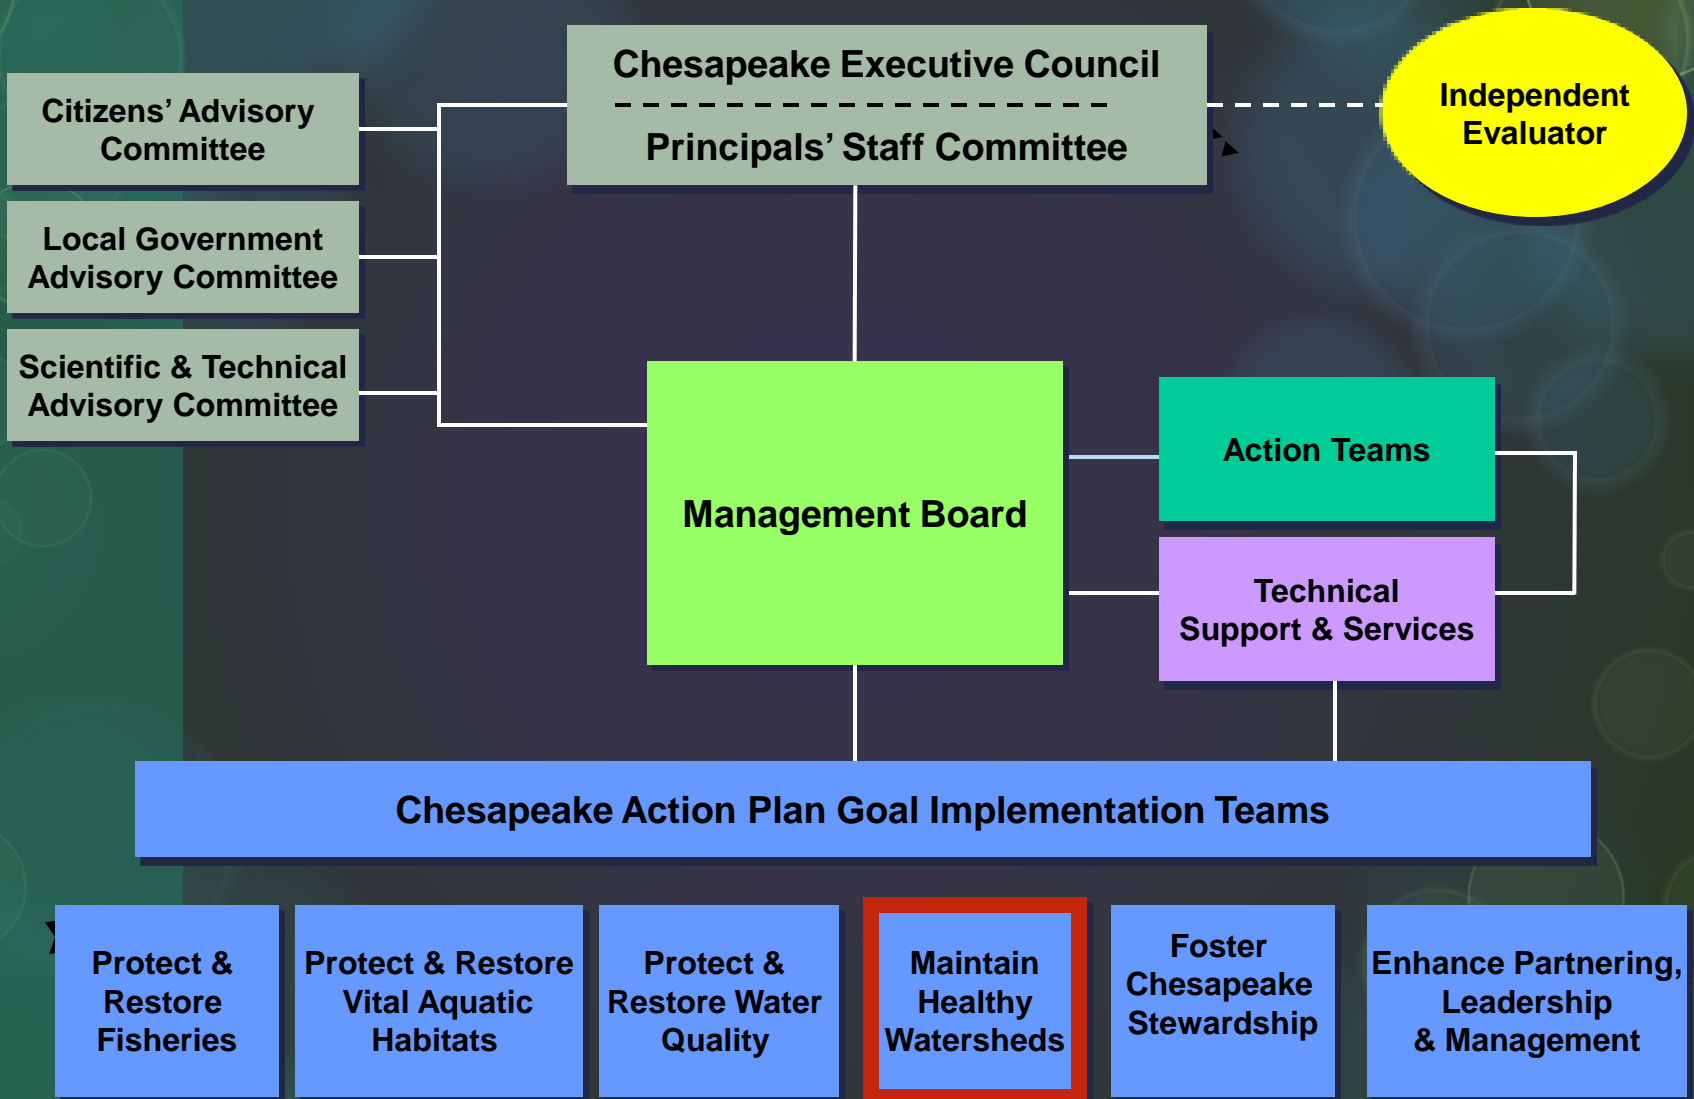 Chesapeake Executive Council
Principals' Staff Committee
Independent
Evaluator
Citizens' Advisory
Committee
Local Government
Advisory Committee
Scientific & Technical
Advisory Committee
Management Board
Action Teams
Technical
Support & Services
Chesapeake Action Plan Goal Implementation Teams
Protect &
Restore
Fisheries
Protect & Restore
Vital Aquatic
Habitats
Protect &
Restore Water
Quality
Maintain
Healthy
Watersheds
Foster
Chesapeake
Stewardship
Enhance Partnering,
Leadership
& Management